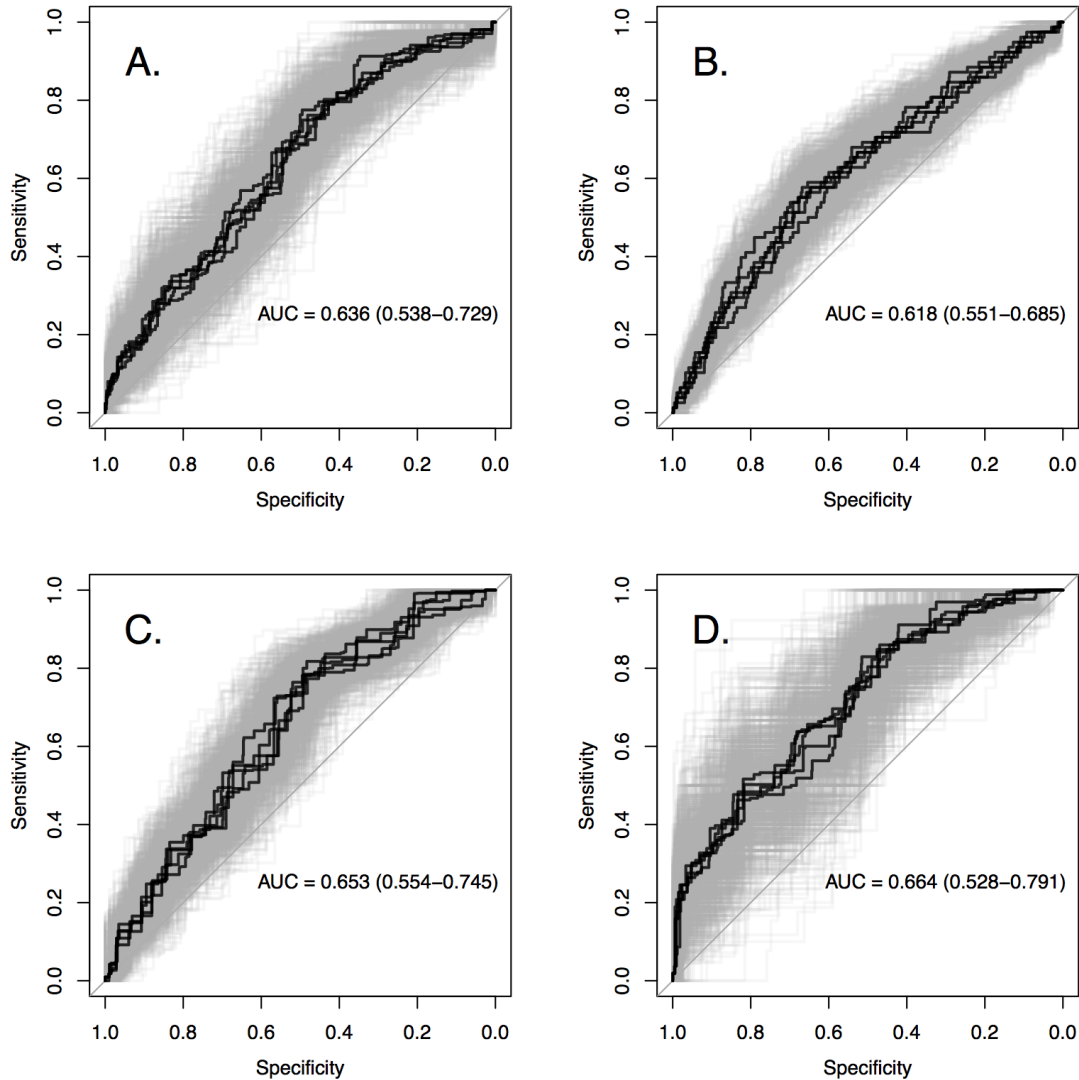 A.
1.0
0.8
0.6
0.4
0.2
0.0
Sensitivity
AUC = 0.636 (0.538–0.729)
1.0 0.8 0.6 0.4 0.2 0.0
Specificity
B.
1.0
0.8
0.6
0.4
0.2
0.0
Sensitivity
AUC = 0.618 (0.551–0.685)
1.0 0.8 0.6 0.4 0.2 0.0
Specificity
C.
1.0
0.8
0.6
0.4
0.2
0.0
Sensitivity
AUC = 0.653 (0.554–0.745)
1.0 0.8 0.6 0.4 0.2 0.0
Specificity
D.
1.0
0.8
0.6
0.4
0.2
0.0
Sensitivity
AUC = 0.664 (0.528–0.791)
1.0 0.8 0.6 0.4 0.2 0.0
Specificity